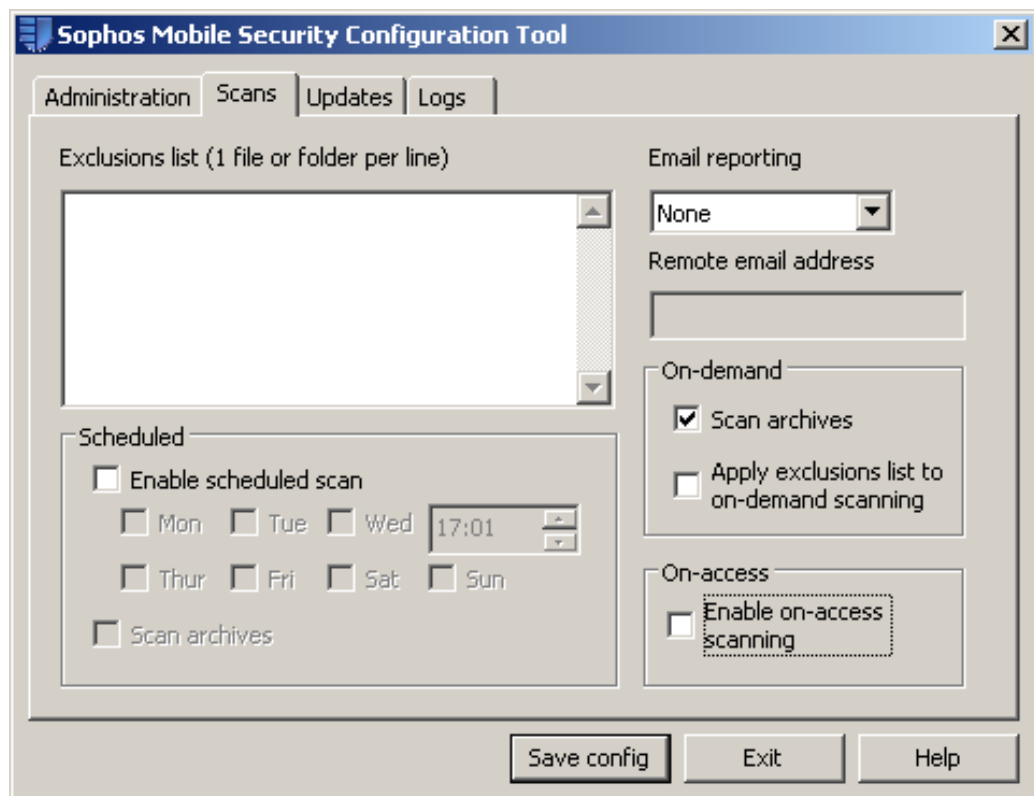 Sophos Mobile Security Configuration Tool
Administration Scans Updates Logs
Exclusions list (1 file or folder per line)
Email reporting
None
Remote email address
On-demand
Scan archives
Apply exclusions list to
on-demand scanning
Scheduled
Enable scheduled scan
Mon Tue Wed 17:01
Thur Fri Sat Sun
Scan archives
On-access
Enable on-access
scanning
Save config Exit Help